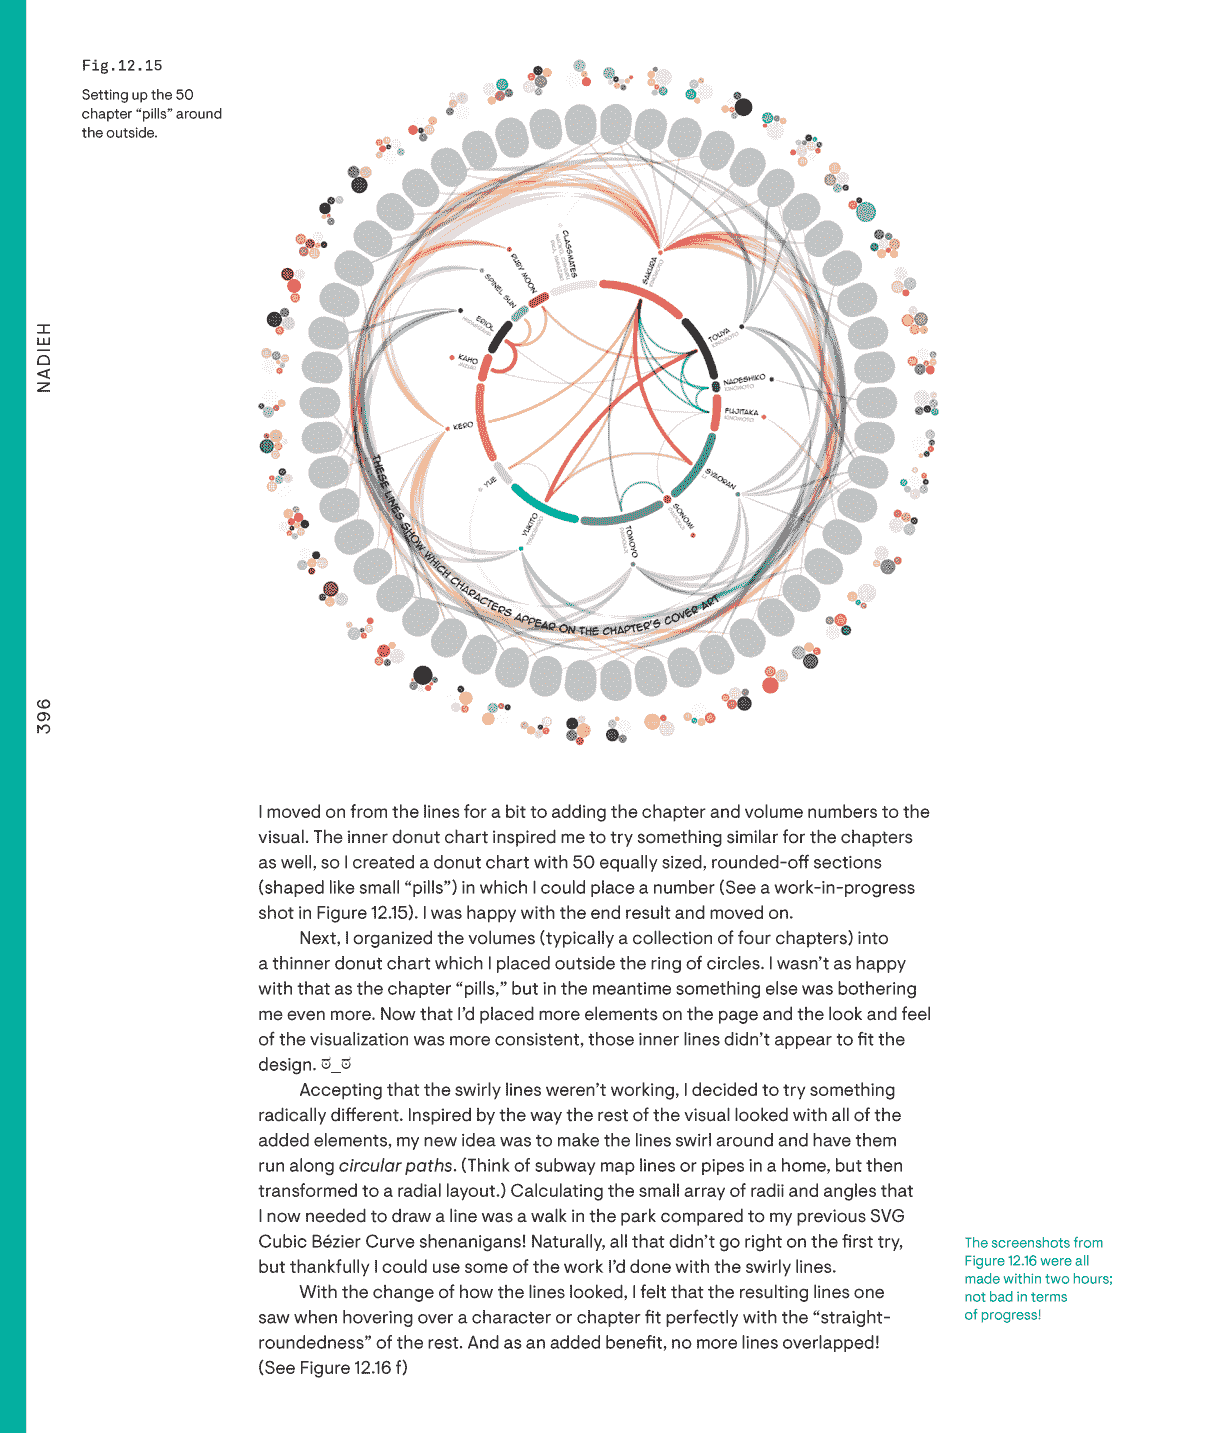 Fig.12.15
Setting up the 50
chapter “pills” around
the outside.
NADIEH
396
CLASSMATES
RUBY MOON
SPINEL SUN
ERIOL
KAHO
MIZUKI
KERO
YUE
YUKITO
TOMOYO
SONOMI
SYAORAN
LI
FUJITAKA
KINOMOTO
NADESHIKO
KINOMOTO
TOUYA
KINOMOTO
SAKURA
KINOMOTO
THESE LINES SHOW WHICH CHARACTERS APPEAR ON THE CHAPTER'S COVER ART
I moved on from the lines for a bit to adding the chapter and volume numbers to the
visual. The inner donut chart inspired me to try something similar for the chapters
as well, so I created a donut chart with 50 equally sized, rounded-off sections
(shaped like small “pills”) in which I could place a number (See a work-in-progress
shot in Figure 12.15). I was happy with the end result and moved on.
Next, I organized the volumes (typically a collection of four chapters) into
a thinner donut chart which I placed outside the ring of circles. I wasn’t as happy
with that as the chapter “pills,” but in the meantime something else was bothering
me even more. Now that I’d placed more elements on the page and the look and feel
of the visualization was more consistent, those inner lines didn’t appear to fit the
design. ಠ_ಠ
Accepting that the swirly lines weren’t working, I decided to try something
radically different. Inspired by the way the rest of the visual looked with all of the
added elements, my new idea was to make the lines swirl around and have them
run along circular paths. (Think of subway map lines or pipes in a home, but then
transformed to a radial layout.) Calculating the small array of radii and angles that
I now needed to draw a line was a walk in the park compared to my previous SVG
Cubic Bézier Curve shenanigans! Naturally, all that didn’t go right on the first try,
but thankfully I could use some of the work I’d done with the swirly lines.
With the change of how the lines looked, I felt that the resulting lines one
saw when hovering over a character or chapter fit perfectly with the “straight-
roundedness” of the rest. And as an added benefit, no more lines overlapped!
(See Figure 12.16 f)
The screenshots from
Figure 12.16 were all
made within two hours;
not bad in terms
of progress!